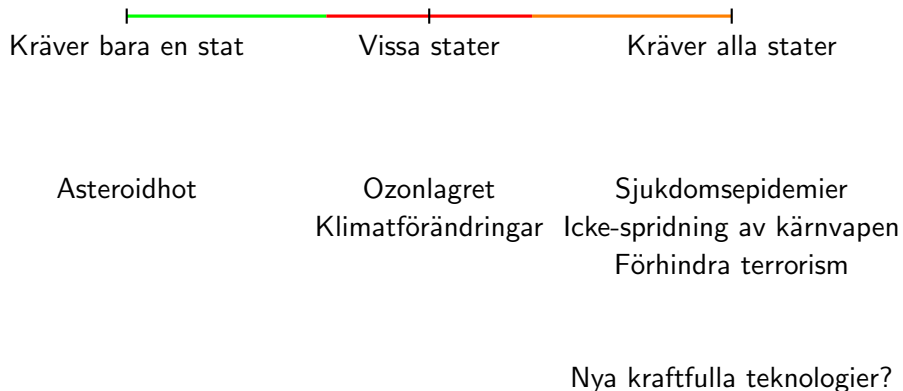 Kräver bara en stat
Vissa stater
Kräver alla stater
Asteroidhot
Ozonlagret
Klimatförändringar
Sjukdomsepidemier
Icke-spridning av kärnvapen
Förhindra terrorism
Nya kraftfulla teknologier?